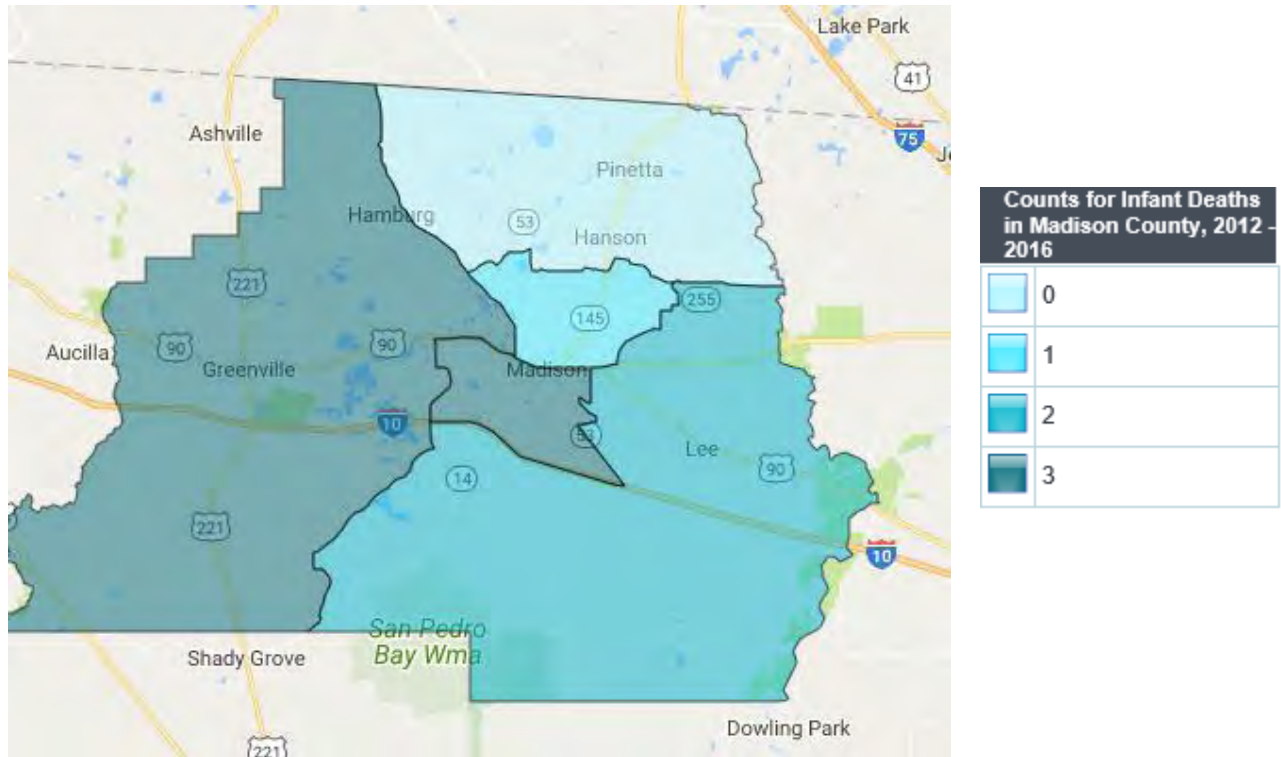 Lake Park
41
Ashville
75
Pinetta
Hamburg
53
Hanson
221
255
145
90
90
Aucilla
Greenville
Madison
10
53
Lee
14
90
221
10
San Pedro
Bay Wma
Shady Grove
Dowling Park
221
Counts for Infant Deaths
in Madison County, 2012 -
2016
0
1
2
3